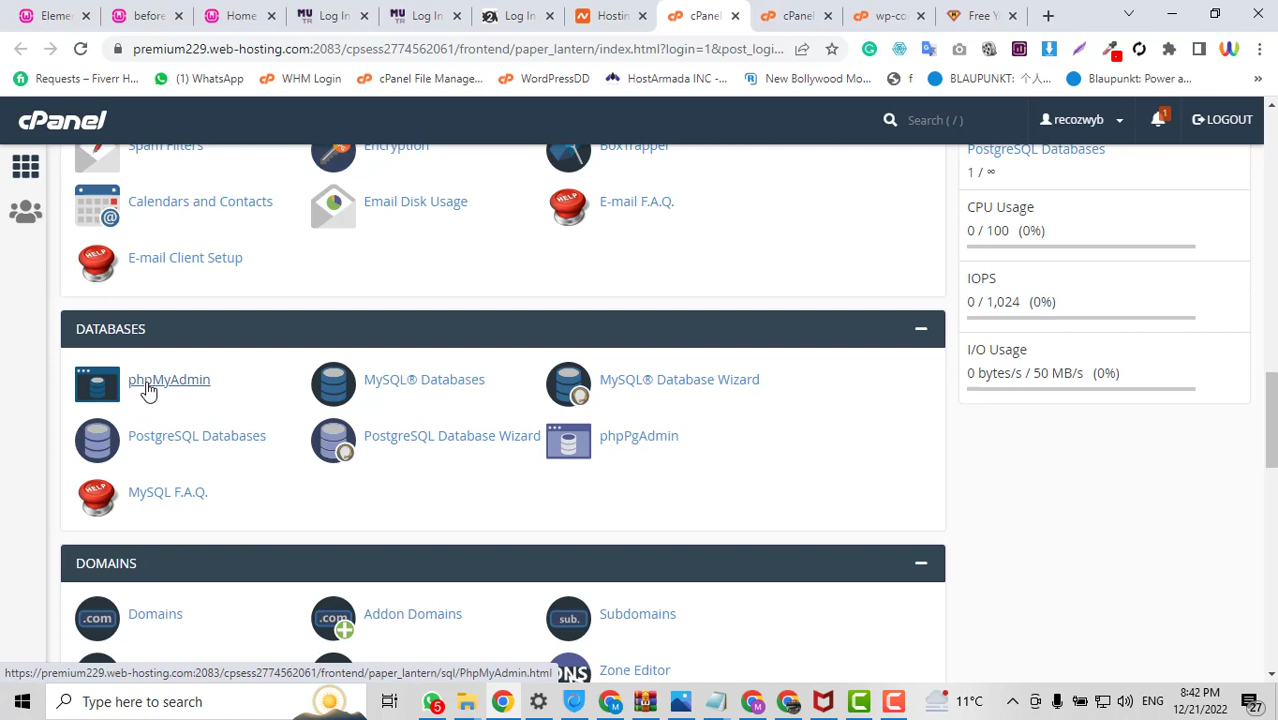 before
Home
Log In
Log In
Log In
Hostin
cPanel
cPanel
wp-co
Free Y
premium229.web-hosting.com:2083/cpsess2774562061/frontend/paper_lantern/index.html?login=1&post_logi...
Requests – Fiverr H...
(1) WhatsApp
WHM Login
cPanel File Manage...
WordPressDD
HostArmada INC -...
New Bollywood Mo...
f
BLAUPUNKT: 个人...
Blaupunkt: Power a...
»
cPanel
Search ( / )
recozwyb
1
LOGOUT
Spam Filters
Encryption
BoxTrapper
PostgreSQL Databases
1 / ∞
Calendars and Contacts
Email Disk Usage
E-mail F.A.Q.
CPU Usage
0 / 100 (0%)
E-mail Client Setup
IOPS
0 / 1,024 (0%)
DATABASES
I/O Usage
0 bytes/s / 50 MB/s (0%)
phpMyAdmin
MySQL® Databases
MySQL® Database Wizard
PostgreSQL Databases
PostgreSQL Database Wizard
phpPgAdmin
HELP
MySQL F.A.Q.
DOMAINS
.com
Domains
.com
Addon Domains
sub.
Subdomains
DNS
Zone Editor
https://premium229.web-hosting.com:2083/cpsess2774562061/frontend/paper_lantern/sql/PhpMyAdmin.html
Type here to search
5
11°C
ENG
8:42 PM
12/21/2022
27